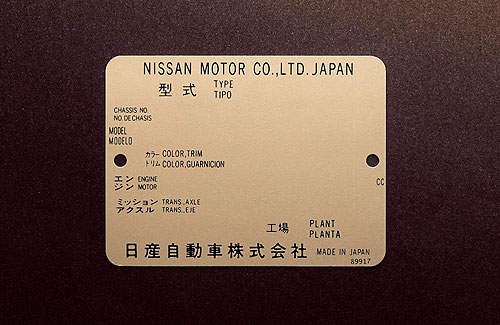 NISSAN MOTOR CO.,LTD. JAPAN
型式 TYPE
TIPO
CHASSIS NO.
NO. DE CHASIS
MODEL
MODELO
カラー COLOR,TRIM
トリム COLOR,GUARNICION
エン ENGINE
ジン MOTOR
CC
ミッション TRANS.,AXLE
アクスル TRANS.,EJE
工場 PLANT
PLANTA
日産自動車株式会社 MADE IN JAPAN
89917